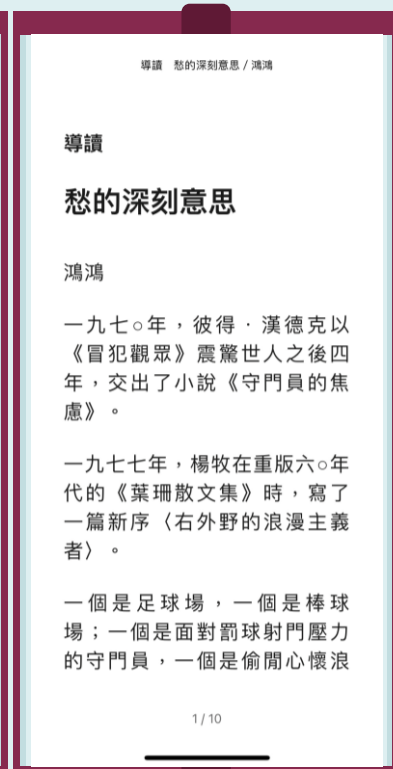 導讀　愁的深刻意思 / 鴻鴻
導讀
愁的深刻意思
鴻鴻
一九七○年，彼得．漢德克以
《冒犯觀眾》震驚世人之後四
年，交出了小說《守門員的焦
慮》。
一九七七年，楊牧在重版六○年
代的《葉珊散文集》時，寫了
一篇新序〈右外野的浪漫主義
者〉。
一個是足球場，一個是棒球
場；一個是面對罰球射門壓力
的守門員，一個是偷閒心懷浪
1 / 10